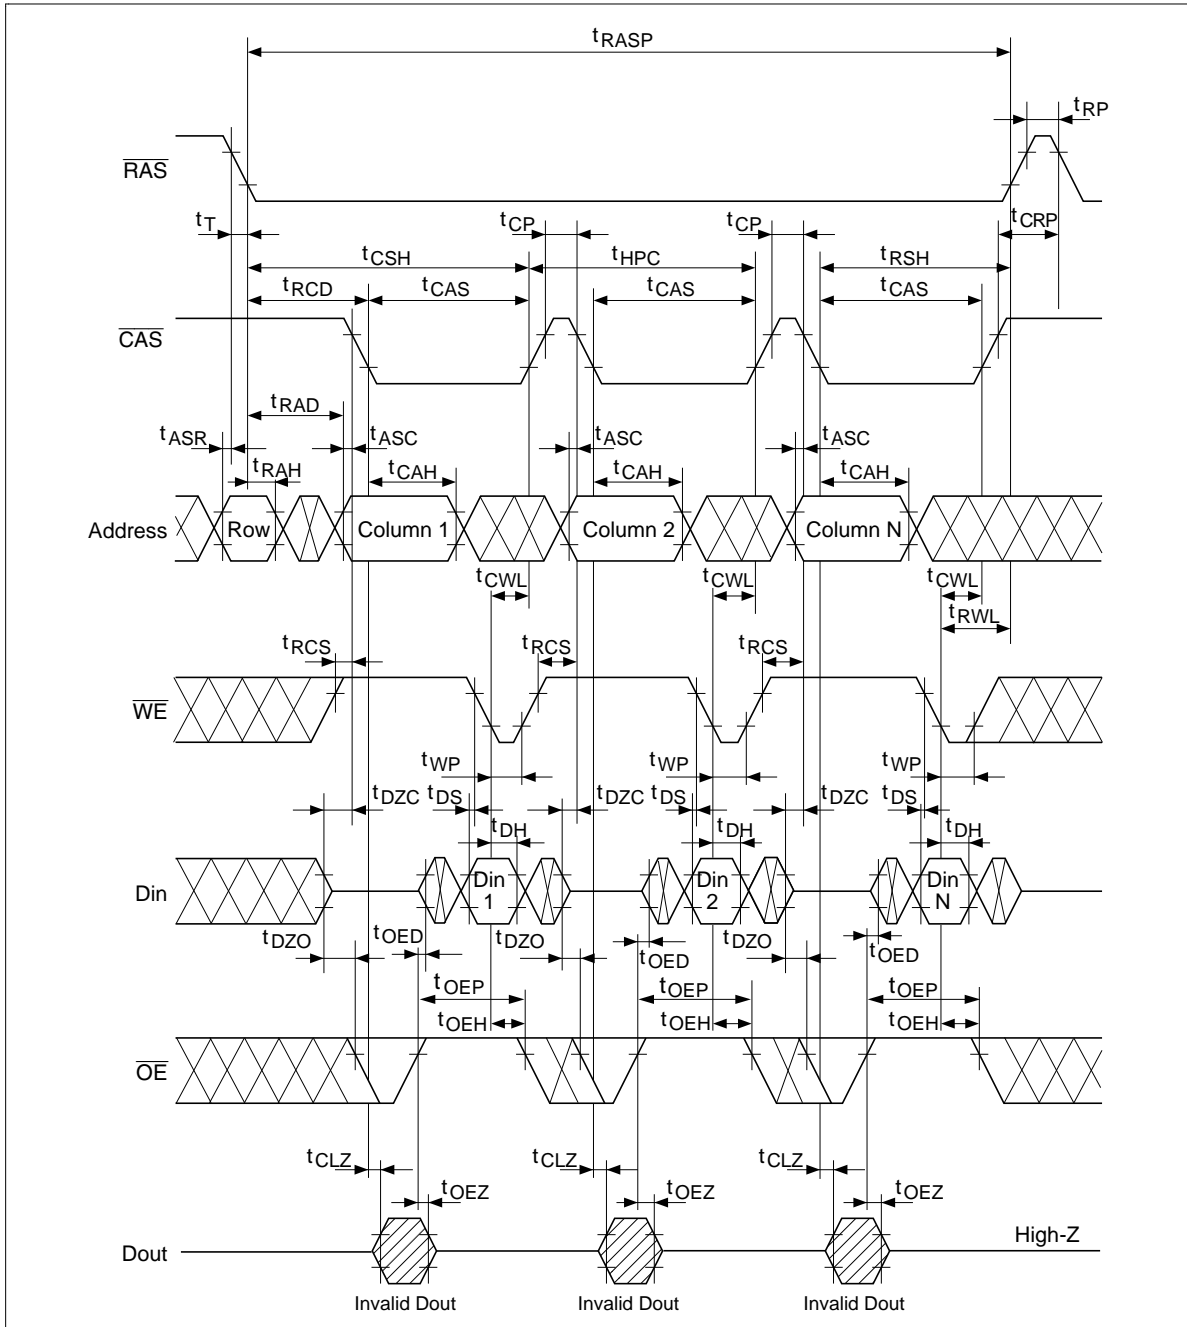 tRASP
tRP
RAS
tT tCP tCP tCRP
tCSH tHPC tRSH
tRCD tCAS tCAS tCAS
CAS
tRAD
tASR tASC tASC tASC
tRAH tCAH tCAH tCAH
Address Row Column 1 Column 2 Column N
tCWL tCWL tCWL
tRWL
tRCS tRCS tRCS
WE
tWP tWP tWP
tDZC tDS tDZC tDS tDZC tDS
tDH tDH tDH
Din Din 1 Din 2 Din N
tDZO tOED tDZO tOED tDZO tOED
tOEP tOEP tOEP
tOEH tOEH tOEH
OE
tCLZ tCLZ tCLZ
tOEZ tOEZ tOEZ
Dout High-Z
Invalid Dout Invalid Dout Invalid Dout